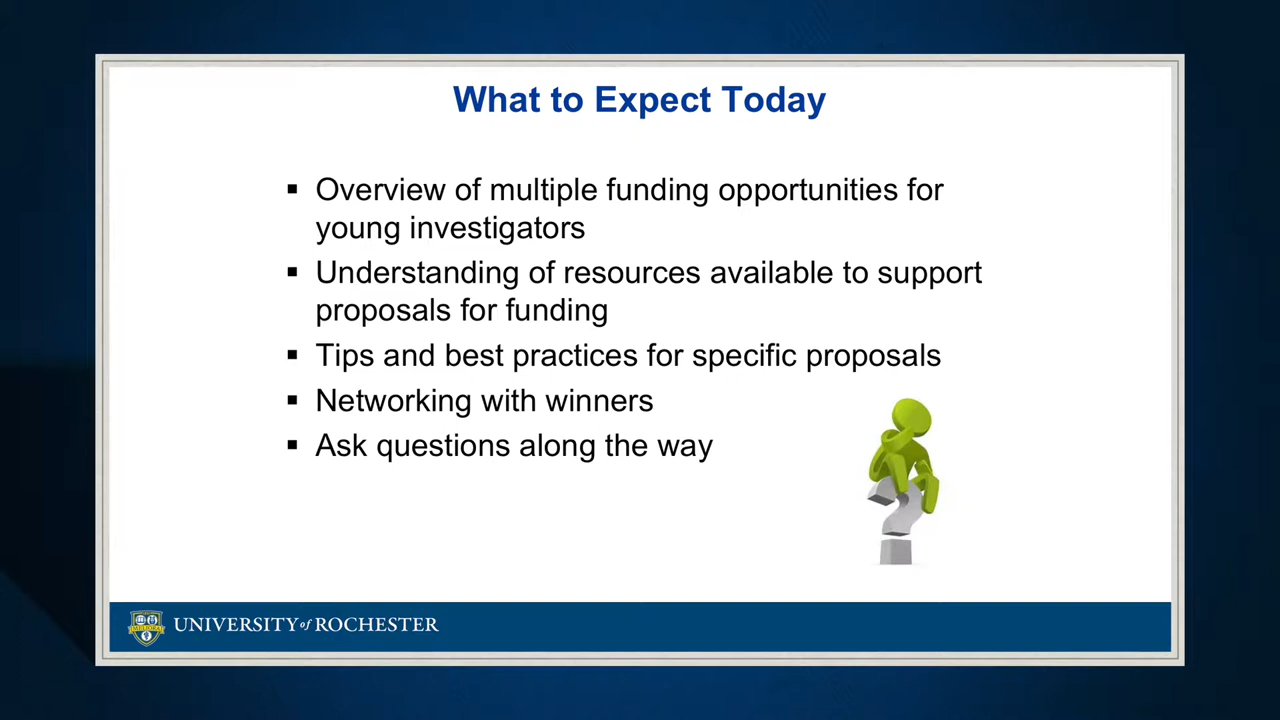 What to Expect Today
▪ Overview of multiple funding opportunities for
young investigators
▪ Understanding of resources available to support
proposals for funding
▪ Tips and best practices for specific proposals
▪ Networking with winners
▪ Ask questions along the way
MELIORA
UNIVERSITY of ROCHESTER